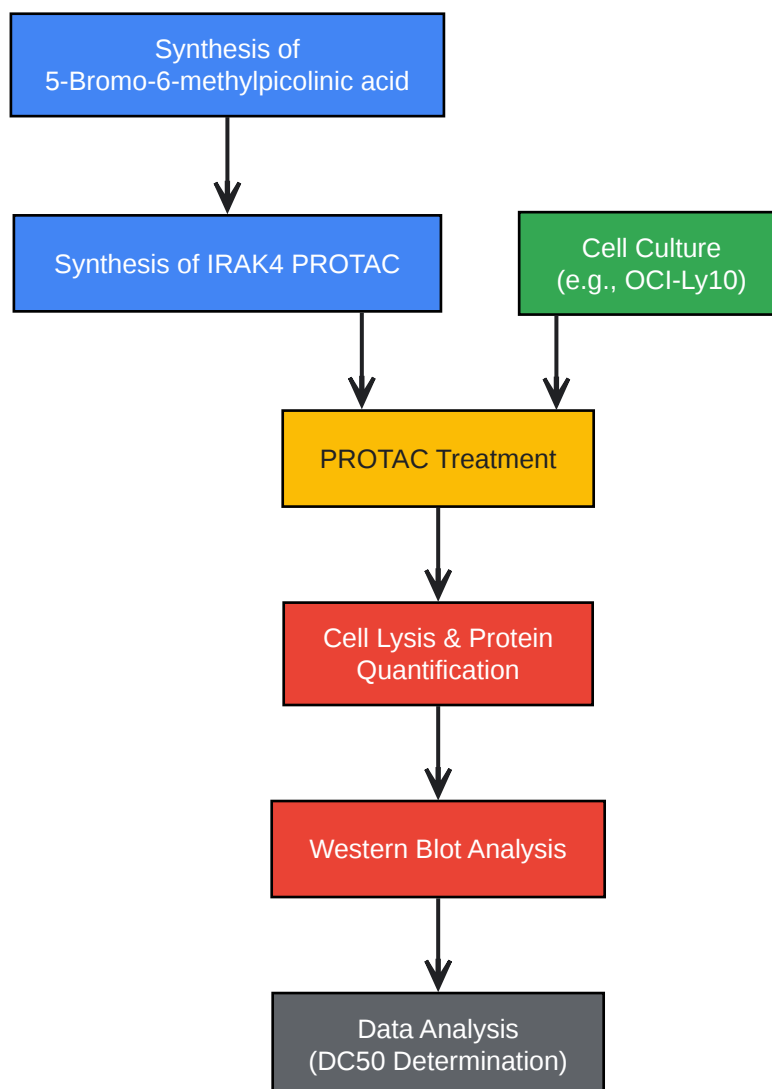 Synthesis of
5-Bromo-6-methylpicolinic acid
Synthesis of IRAK4 PROTAC
Cell Culture
(e.g., OCI-Ly10)
PROTAC Treatment
Cell Lysis & Protein
Quantification
Western Blot Analysis
Data Analysis
(DC50 Determination)